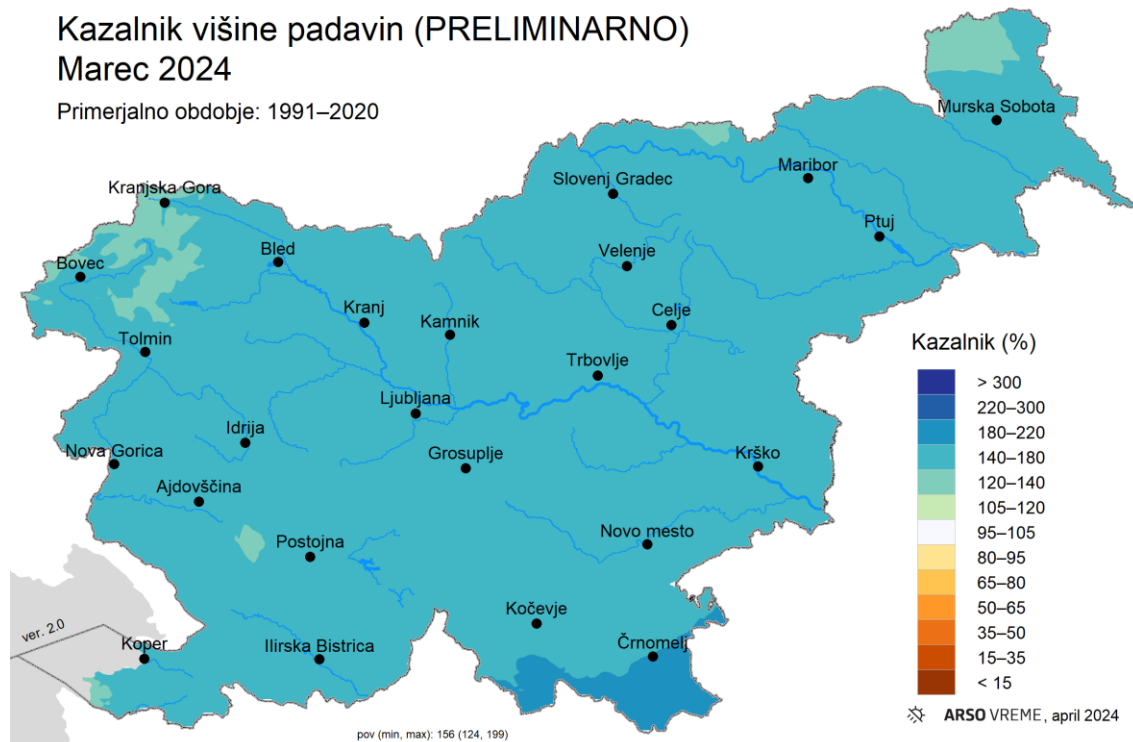 Kazalnik višine padavin (PRELIMINARNO)
Marec 2024
Primerjalno obdobje: 1991–2020
Murska Sobota
Maribor
Slovenj Gradec
Kranjska Gora
Ptuj
Bled
Velenje
Bovec
Kranj
Kamnik
Celje
Tolmin
Trbovlje
Ljubljana
Idrija
Nova Gorica
Grosuplje
Krško
Ajdovščina
Postojna
Novo mesto
Kočevje
ver. 2.0
Koper
Ilirska Bistrica
Črnomelj
Kazalnik (%)
> 300
220–300
180–220
140–180
120–140
105–120
95–105
80–95
65–80
50–65
35–50
15–35
< 15
ARSO VREME, april 2024
pov (min, max): 156 (124, 199)